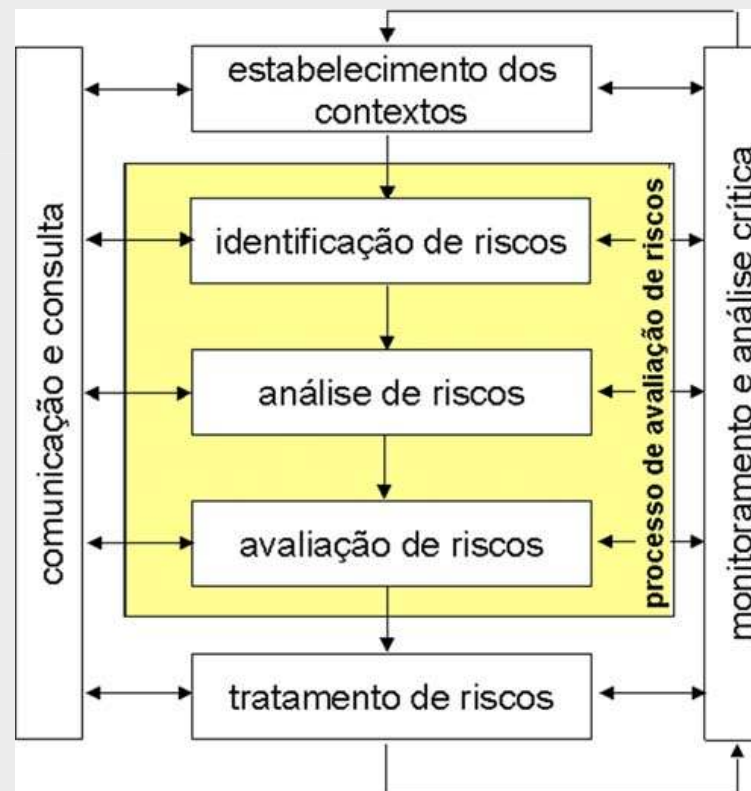 estabelecimento dos
contextos
comunicação e consulta
identificação de riscos
análise de riscos
avaliação de riscos
processo de avaliação de riscos
monitoramento e análise crítica
tratamento de riscos